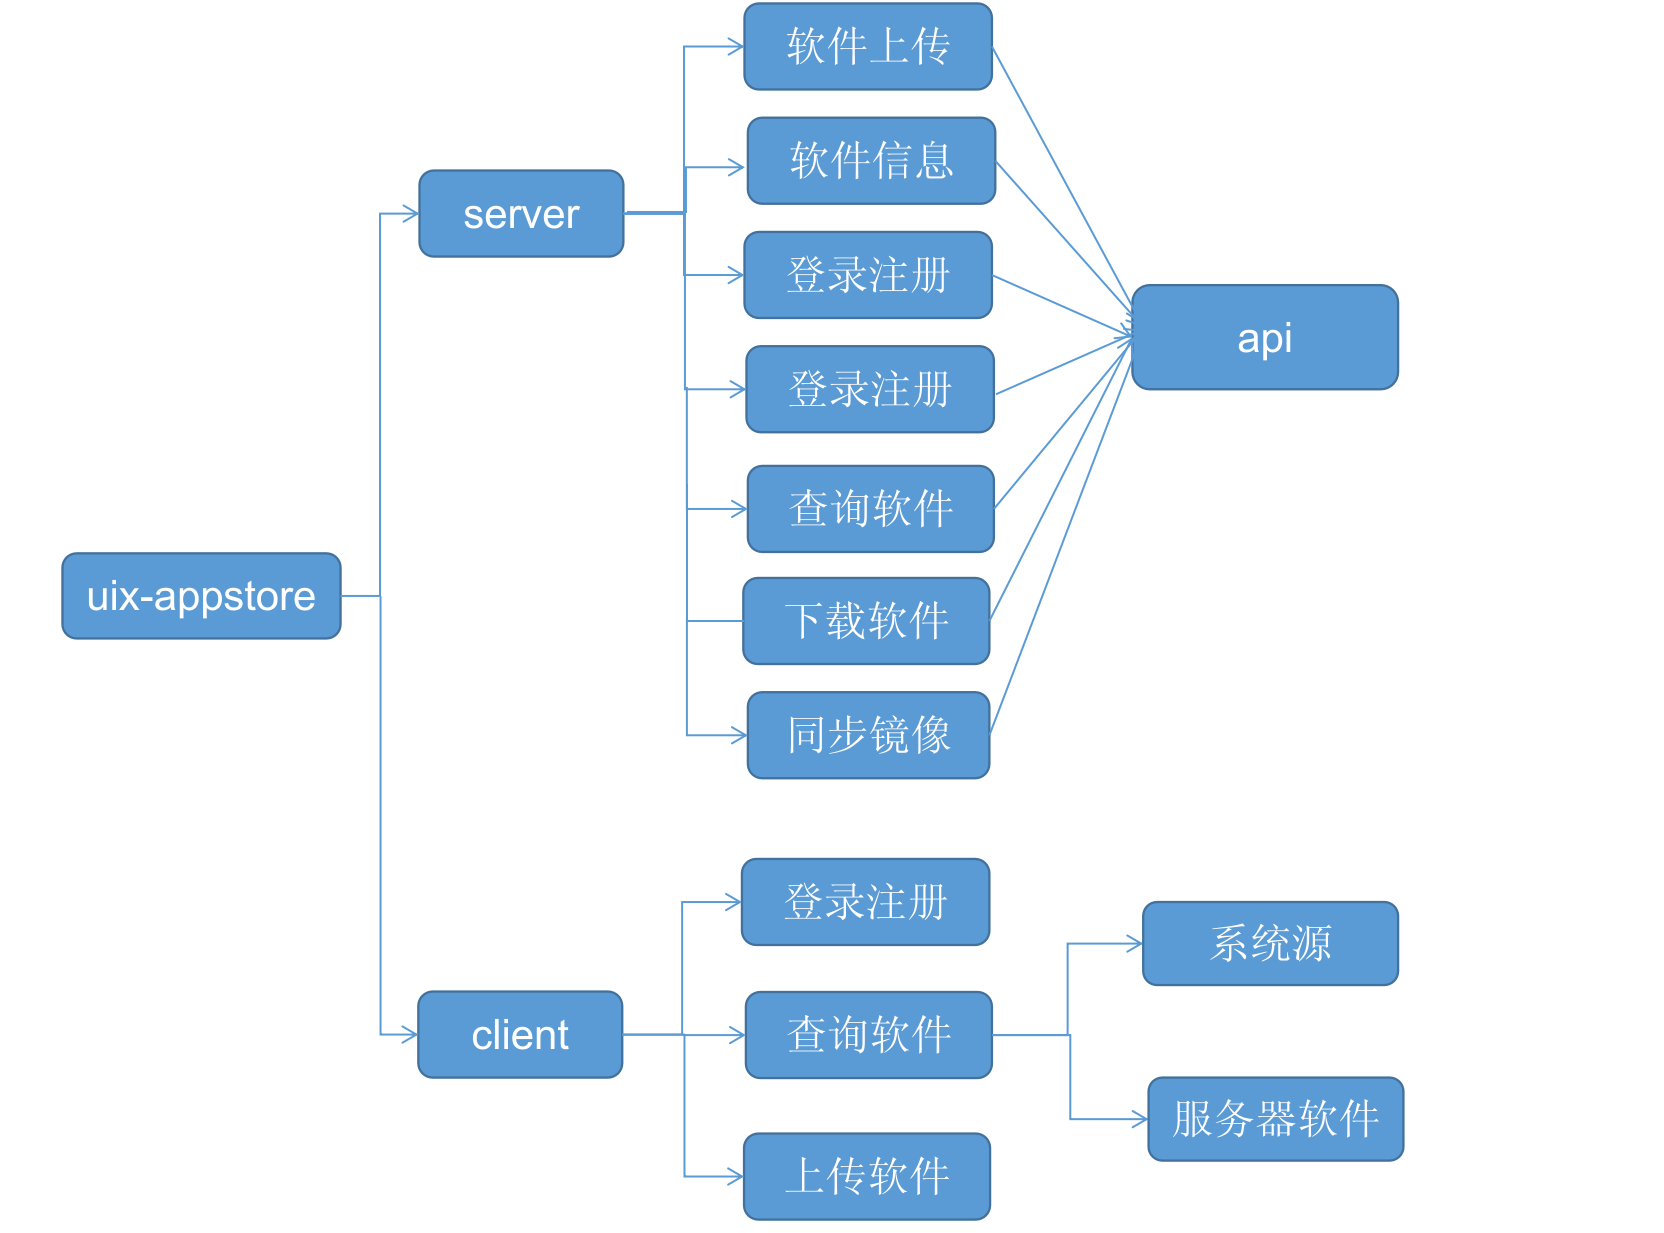 软件上传
软件信息
server
登录注册
api
登录注册
查询软件
uix-appstore
下载软件
同步镜像
登录注册
系统源
client
查询软件
服务器软件
上传软件